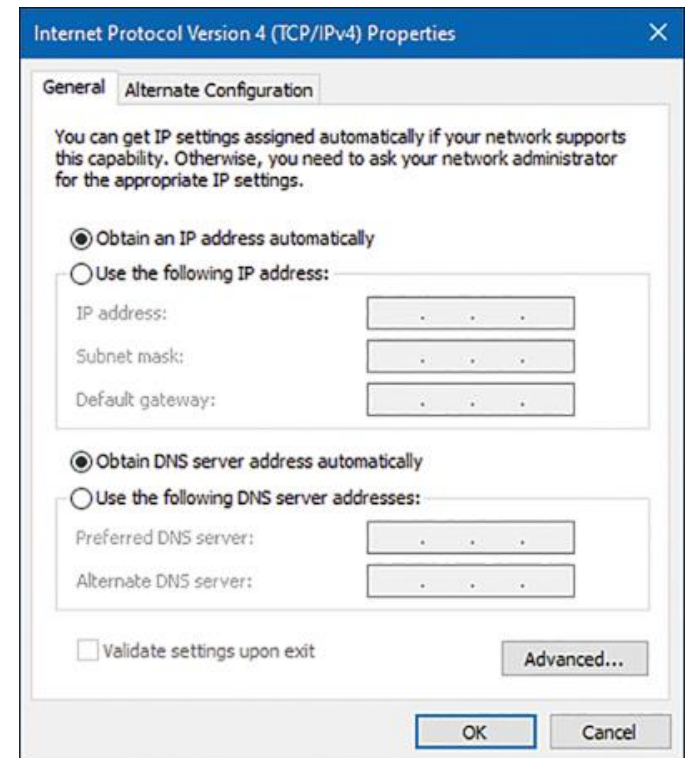 Internet Protocol Version 4 (TCP/IPv4) Properties
General
Alternate Configuration
You can get IP settings assigned automatically if your network supports
this capability. Otherwise, you need to ask your network administrator
for the appropriate IP settings.
Obtain an IP address automatically
Use the following IP address:
IP address:
Subnet mask:
Default gateway:
Obtain DNS server address automatically
Use the following DNS server addresses:
Preferred DNS server:
Alternate DNS server:
Validate settings upon exit
Advanced...
OK
Cancel